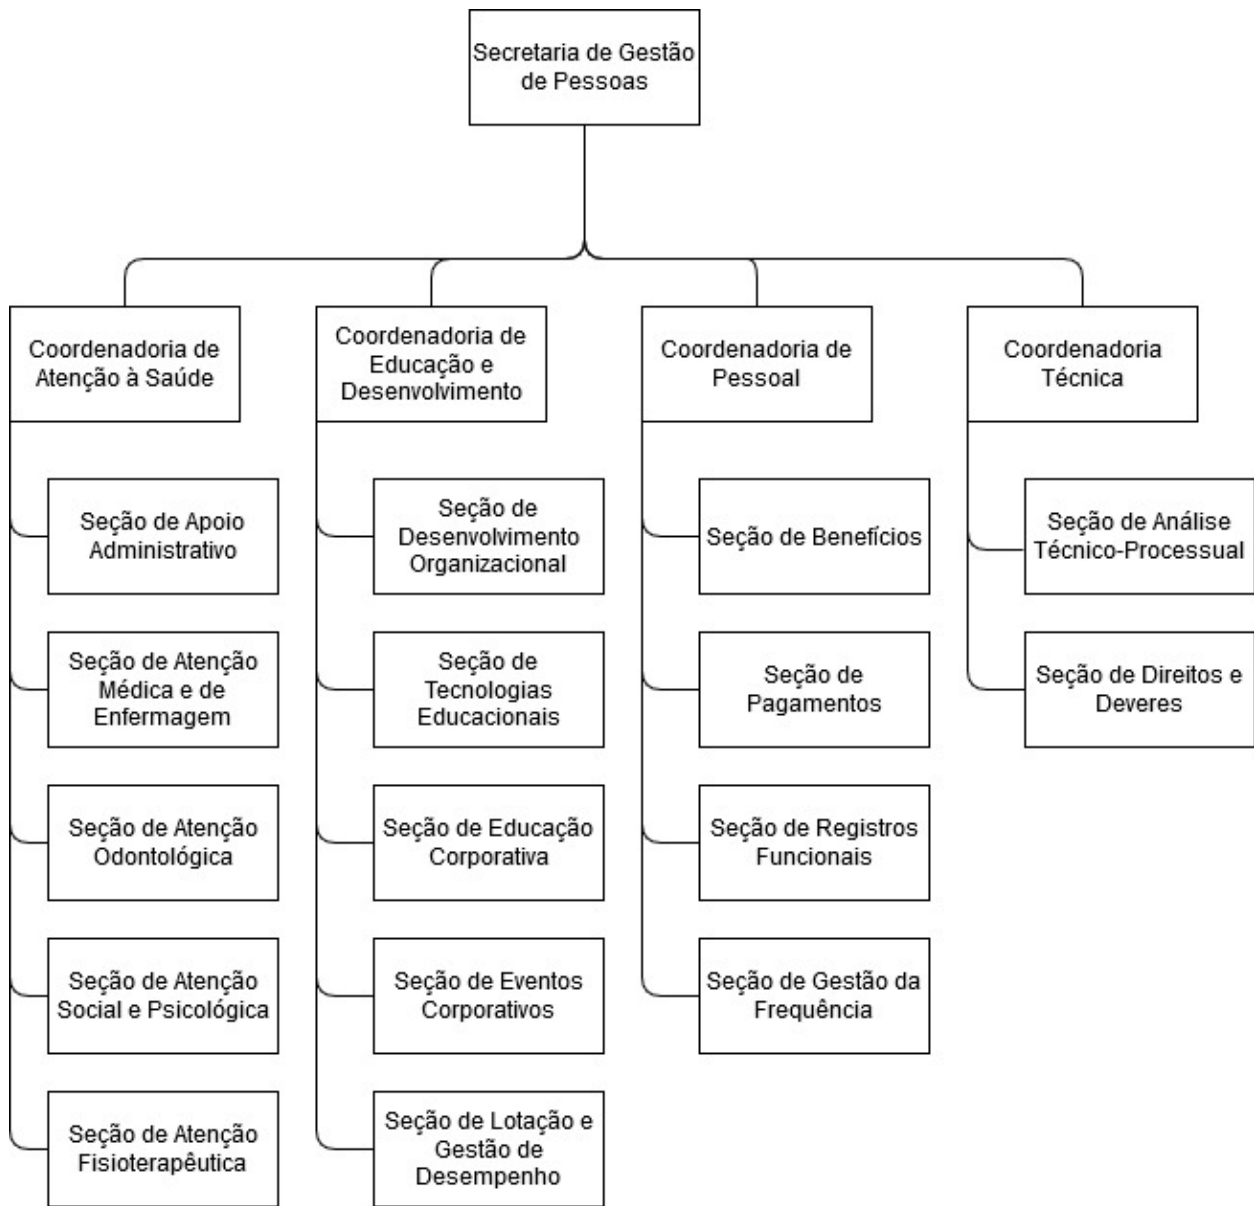 Secretaria de Gestão
de Pessoas
Coordenadoria de
Atenção à Saúde
Coordenadoria de
Educação e
Desenvolvimento
Coordenadoria de
Pessoal
Coordenadoria
Técnica
Seção de Apoio
Administrativo
Seção de
Desenvolvimento
Organizacional
Seção de Benefícios
Seção de Análise
Técnico-Processual
Seção de Atenção
Médica e de
Enfermagem
Seção de
Tecnologias
Educacionais
Seção de
Pagamentos
Seção de Direitos e
Deveres
Seção de Atenção
Odontológica
Seção de Educação
Corporativa
Seção de Registros
Funcionais
Seção de Atenção
Social e Psicológica
Seção de Eventos
Corporativos
Seção de Gestão da
Frequência
Seção de Atenção
Fisioterapêutica
Seção de Lotação e
Gestão de
Desempenho